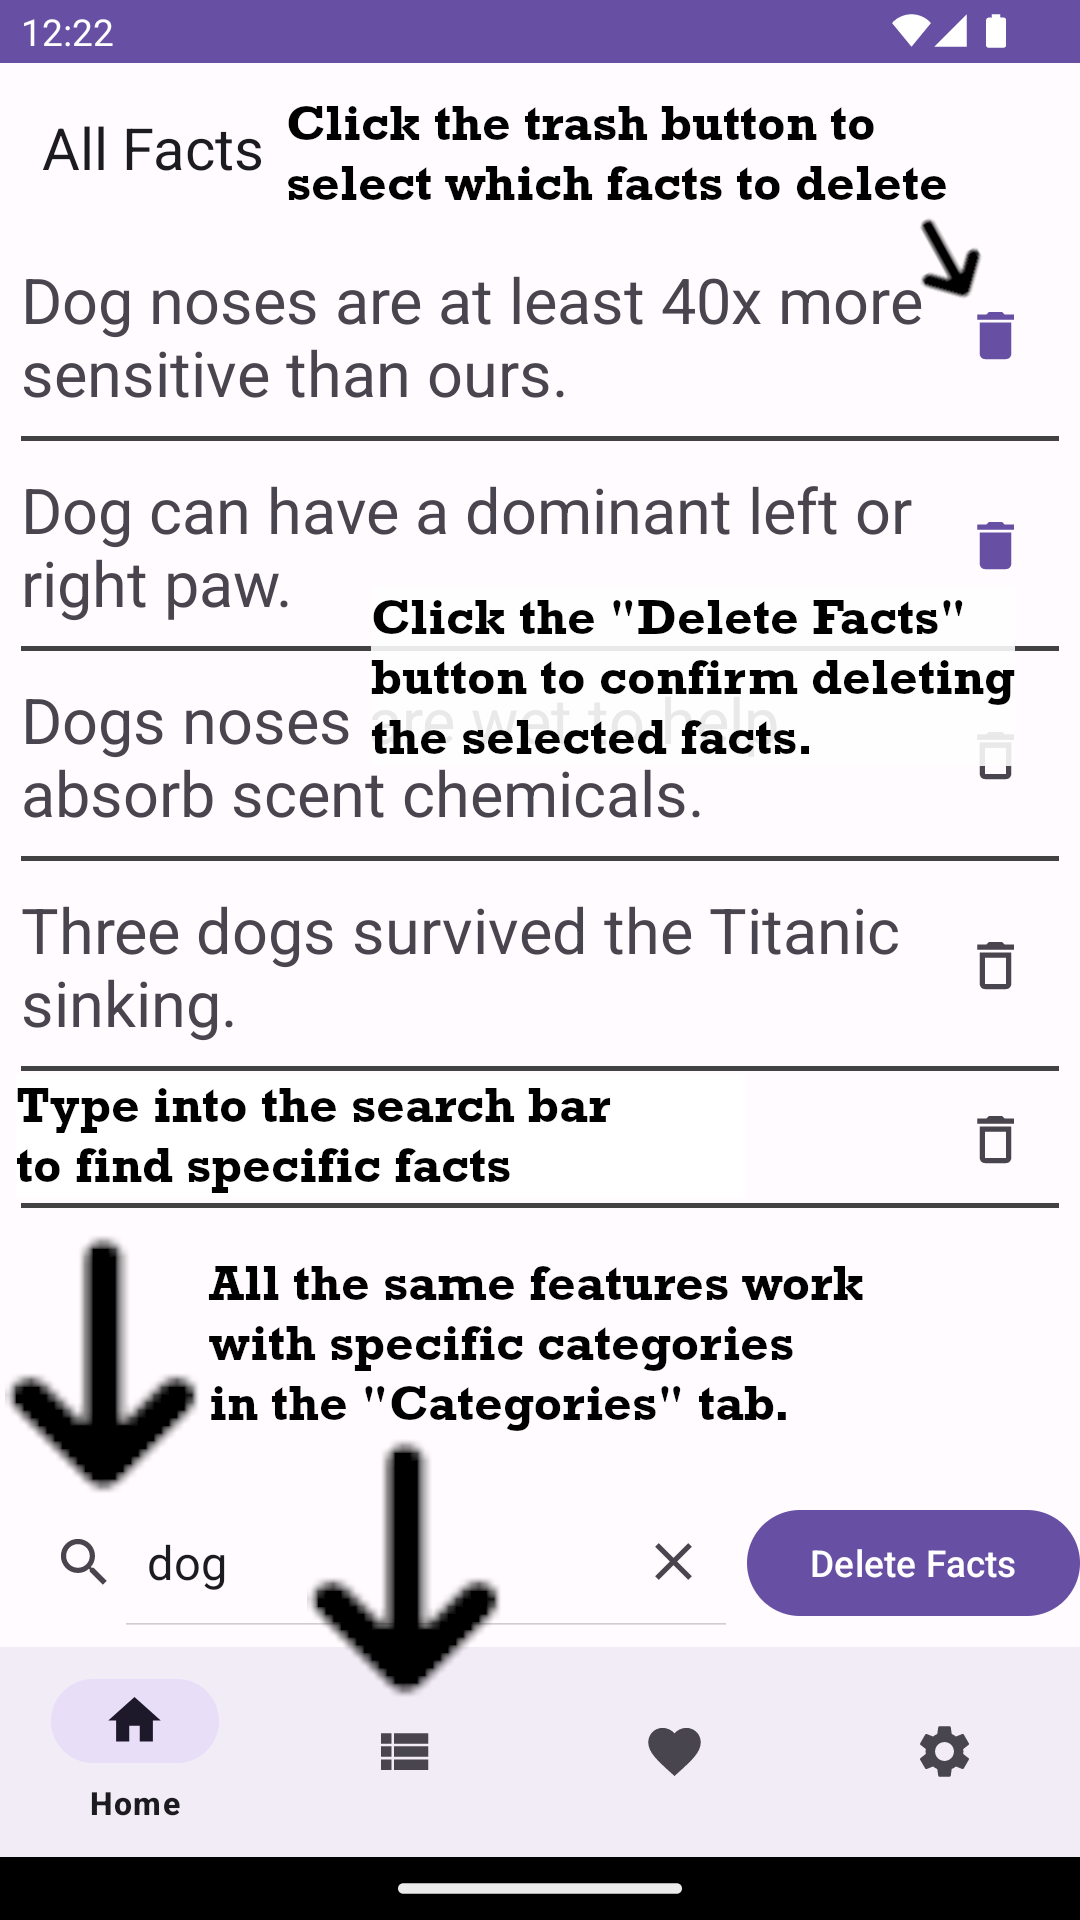 12:22
All Facts
Click the trash button to
select which facts to delete
Dog noses are at least 40x more
sensitive than ours.
Dog can have a dominant left or
right paw.
Click the "Delete Facts"
button to confirm deleting
the selected facts.
Dogs noses are wet to help
absorb scent chemicals.
Three dogs survived the Titanic
sinking.
Type into the search bar
to find specific facts
All the same features work
with specific categories
in the "Categories" tab.
dog
Delete Facts
Home